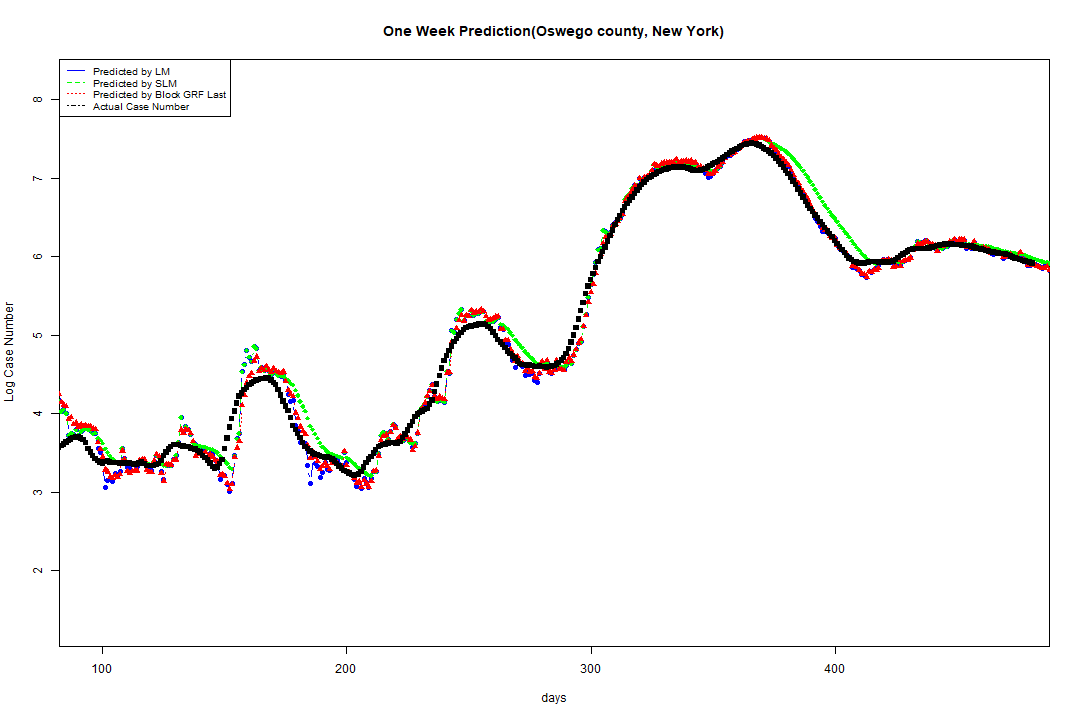 One Week Prediction(Oswego county, New York)
Predicted by LM
Predicted by SLM
Predicted by Block GRF Last
Actual Case Number
8
7
6
5
4
3
2
Log Case Number
100 200 300 400
days